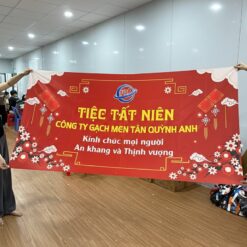 TIỆC TẤT NIÊN
CÔNG TY GẠCH MEN TÂN QUỲNH ANH
Kính chúc mọi người
An khang và Thịnh vượng